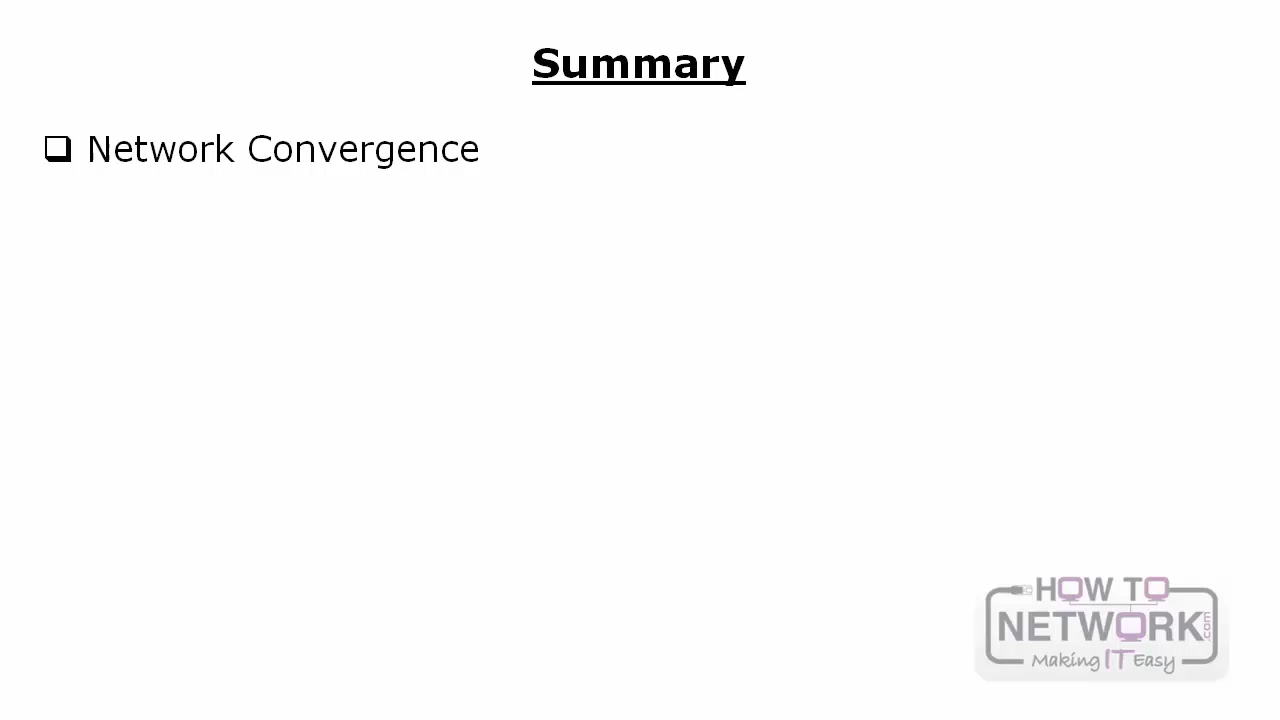 Summary
Network Convergence
HOW TO
NETWORK.com
Making IT Easy